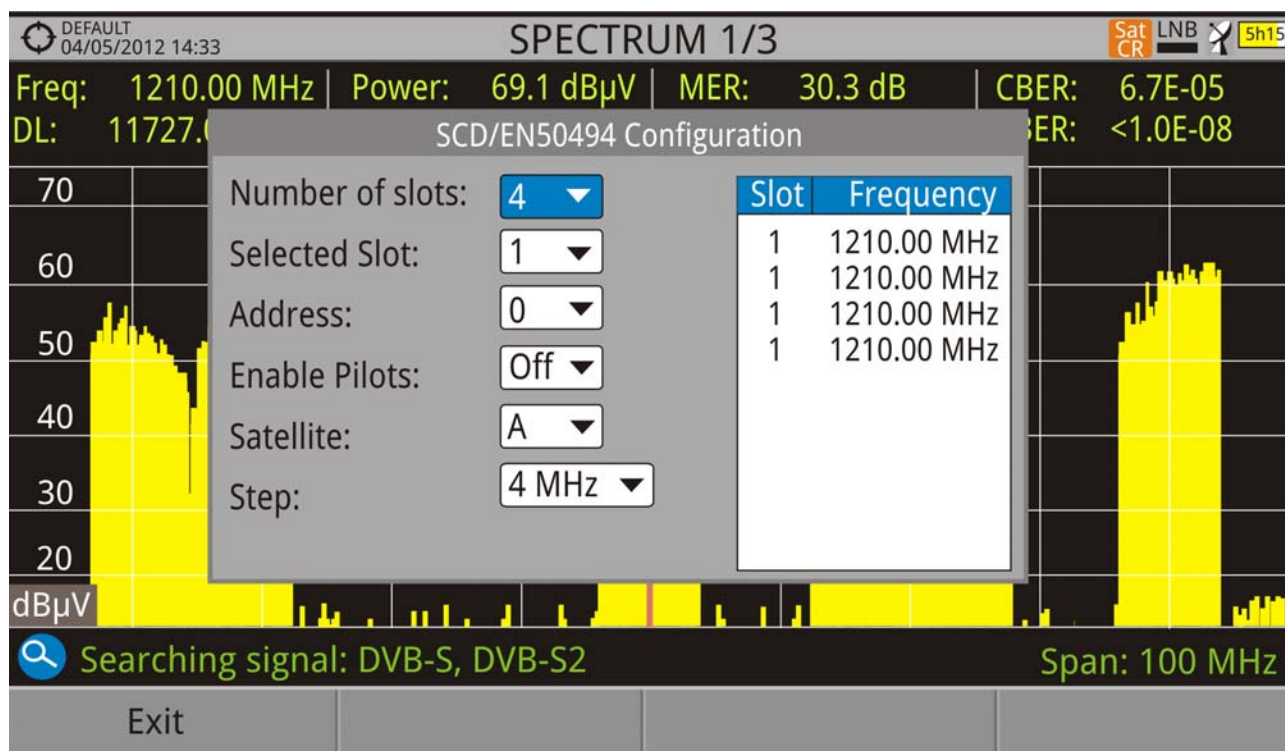 DEFAULT
04/05/2012 14:33
SPECTRUM 1/3
Sat CR
LNB
5h15
Freq: 1210.00 MHz | Power: 69.1 dBµV | MER: 30.3 dB | CBER: 6.7E-05
DL: 11727. BER: <1.0E-08
SCD/EN50494 Configuration
Number of slots: 4
Selected Slot: 1
Address: 0
Enable Pilots: Off
Satellite: A
Step: 4 MHz
Slot Frequency
1 1210.00 MHz
1 1210.00 MHz
1 1210.00 MHz
1 1210.00 MHz
70
60
50
40
30
20
dBµV
Searching signal: DVB-S, DVB-S2
Span: 100 MHz
Exit